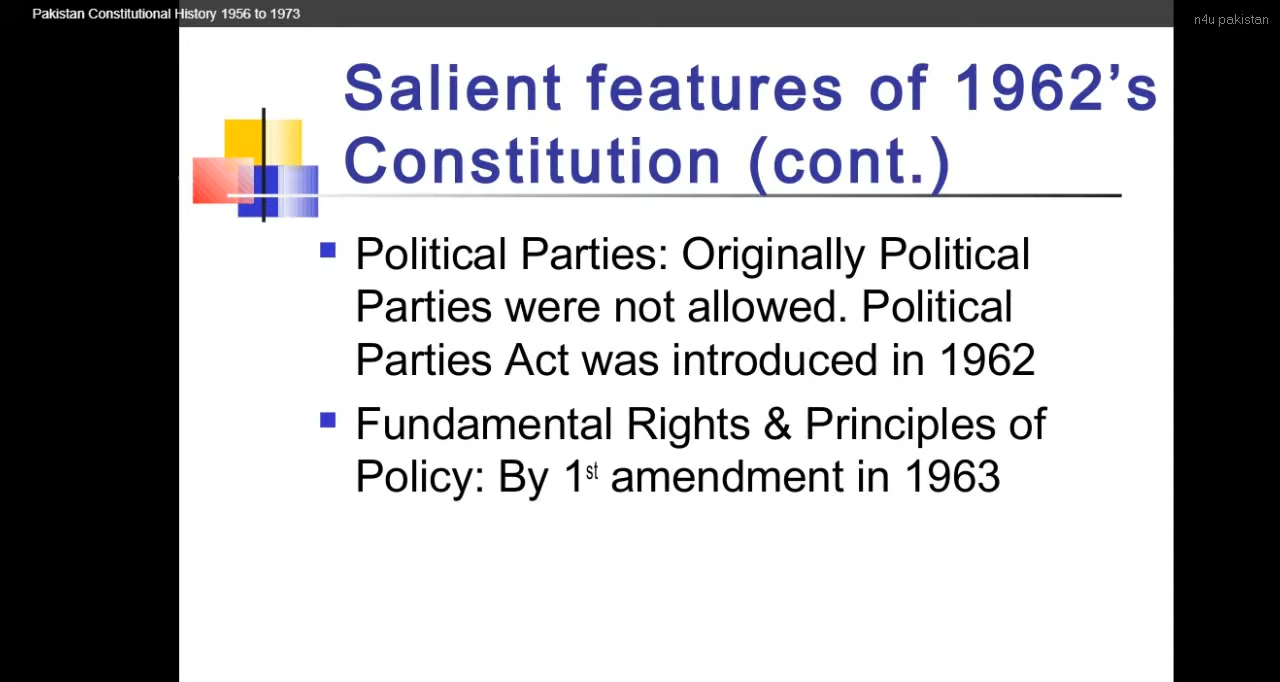 Pakistan Constitutional History 1956 to 1973
n4u pakistan
Salient features of 1962’s
Constitution (cont.)
Political Parties: Originally Political
Parties were not allowed. Political
Parties Act was introduced in 1962
Fundamental Rights & Principles of
Policy: By 1st amendment in 1963